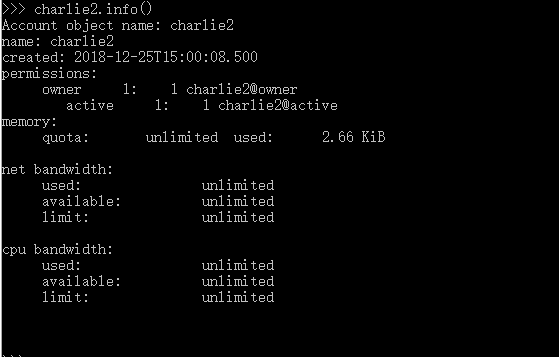 >>> charlie2.info()
Account object name: charlie2
name: charlie2
created: 2018-12-25T15:00:08.500
permissions:
owner 1: 1 charlie2@owner
active 1: 1 charlie2@active
memory:
quota: unlimited used: 2.66 KiB
net bandwidth:
used: unlimited
available: unlimited
limit: unlimited
cpu bandwidth:
used: unlimited
available: unlimited
limit: unlimited
>>>